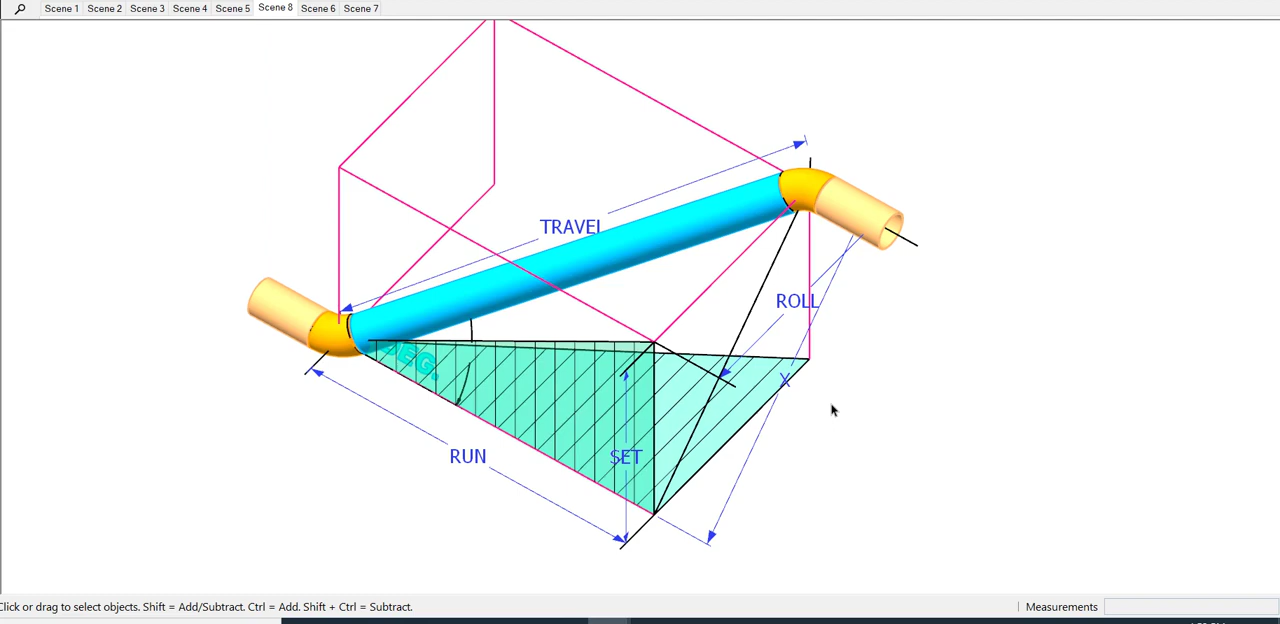 Scene 1 Scene 2 Scene 3 Scene 4 Scene 5 Scene 8 Scene 6 Scene 7
TRAVEL
ROLL
X
RUN
SET
Click or drag to select objects. Shift = Add/Subtract. Ctrl = Add. Shift + Ctrl = Subtract.
Measurements